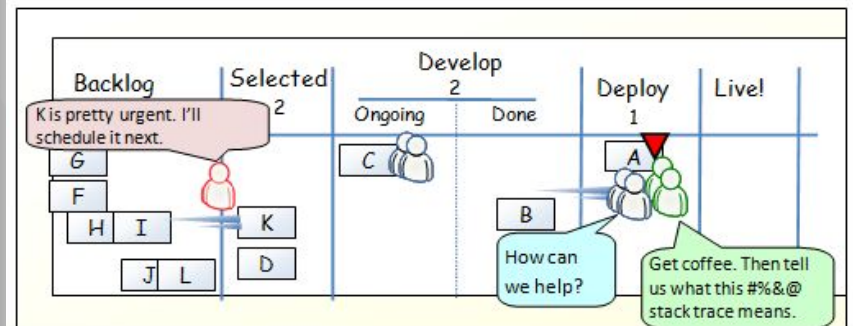 Backlog
Selected
2
Develop
2
Ongoing
Done
Deploy
1
Live!
K is pretty urgent. I'll
schedule it next.
G
F
H I
J L
K
D
C
B
A
How can
we help?
Get coffee. Then tell
us what this #%&@
stack trace means.